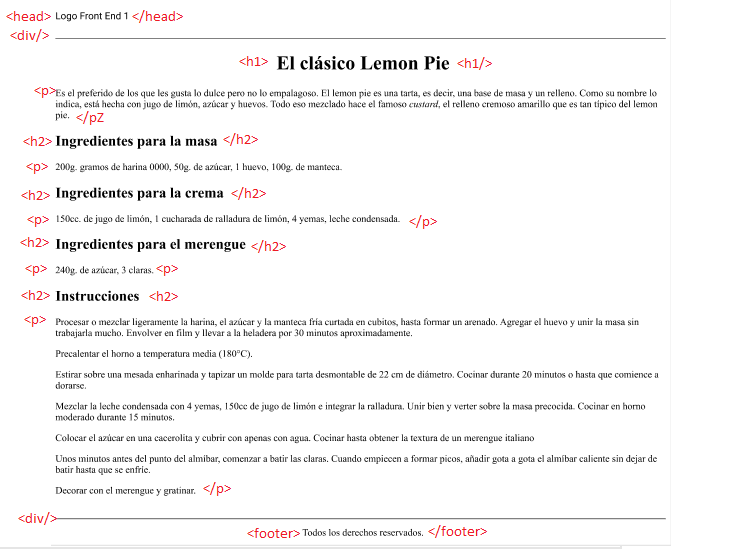 <head> Logo Front End 1 </head>
<div/>
<h1> El clásico Lemon Pie <h1/>
<p>Es el preferido de los que les gusta lo dulce pero no lo empalagoso. El lemon pie es una tarta, es decir, una base de masa y un relleno. Como su nombre lo
indica, está hecha con jugo de limón, azúcar y huevos. Todo eso mezclado hace el famoso custard, el relleno cremoso amarillo que es tan típico del lemon
pie. </pZ
<h2> Ingredientes para la masa </h2>
<p> 200g. gramos de harina 0000, 50g. de azúcar, 1 huevo, 100g. de manteca.
<h2> Ingredientes para la crema </h2>
<p> 150cc. de jugo de limón, 1 cucharada de ralladura de limón, 4 yemas, leche condensada. </p>
<h2> Ingredientes para el merengue </h2>
<p> 240g. de azúcar, 3 claras. <p>
<h2> Instrucciones <h2>
<p> Procesar o mezclar ligeramente la harina, el azúcar y la manteca fría curtada en cubitos, hasta formar un arenado. Agregar el huevo y unir la masa sin
trabajarla mucho. Envolver en film y llevar a la heladera por 30 minutos aproximadamente.
Precalentar el horno a temperatura media (180°C).
Estirar sobre una mesada enharinada y tapizar un molde para tarta desmontable de 22 cm de diámetro. Cocinar durante 20 minutos o hasta que comience a
dorarse.
Mezclar la leche condensada con 4 yemas, 150cc de jugo de limón e integrar la ralladura. Unir bien y verter sobre la masa precocida. Cocinar en horno
moderado durante 15 minutos.
Colocar el azúcar en una cacerolita y cubrir con apenas con agua. Cocinar hasta obtener la textura de un merengue italiano
Unos minutos antes del punto del almíbar, comenzar a batir las claras. Cuando empiecen a formar picos, añadir gota a gota el almíbar caliente sin dejar de
batir hasta que se enfríe.
Decorar con el merengue y gratinar. </p>
<div/>
<footer> Todos los derechos reservados. </footer>